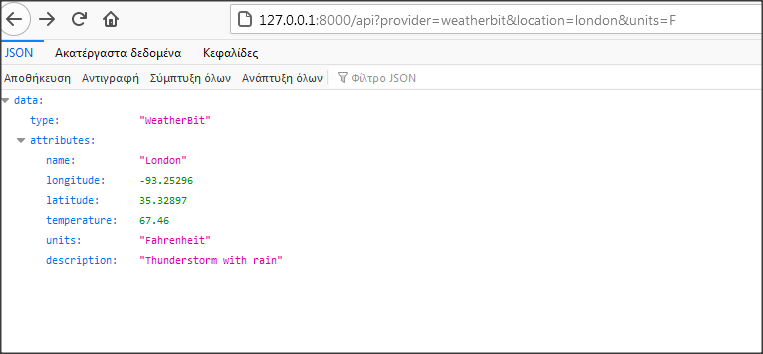 127.0.0.1:8000/api?provider=weatherbit&location=london&units=F
JSON Ακατέργαστα δεδομένα Κεφαλίδες
Αποθήκευση Αντιγραφή Σύμπτυξη όλων Ανάπτυξη όλων Φίλτρο JSON
data:
type: "WeatherBit"
attributes:
name: "London"
longitude: -93.25296
latitude: 35.32897
temperature: 67.46
units: "Fahrenheit"
description: "Thunderstorm with rain"